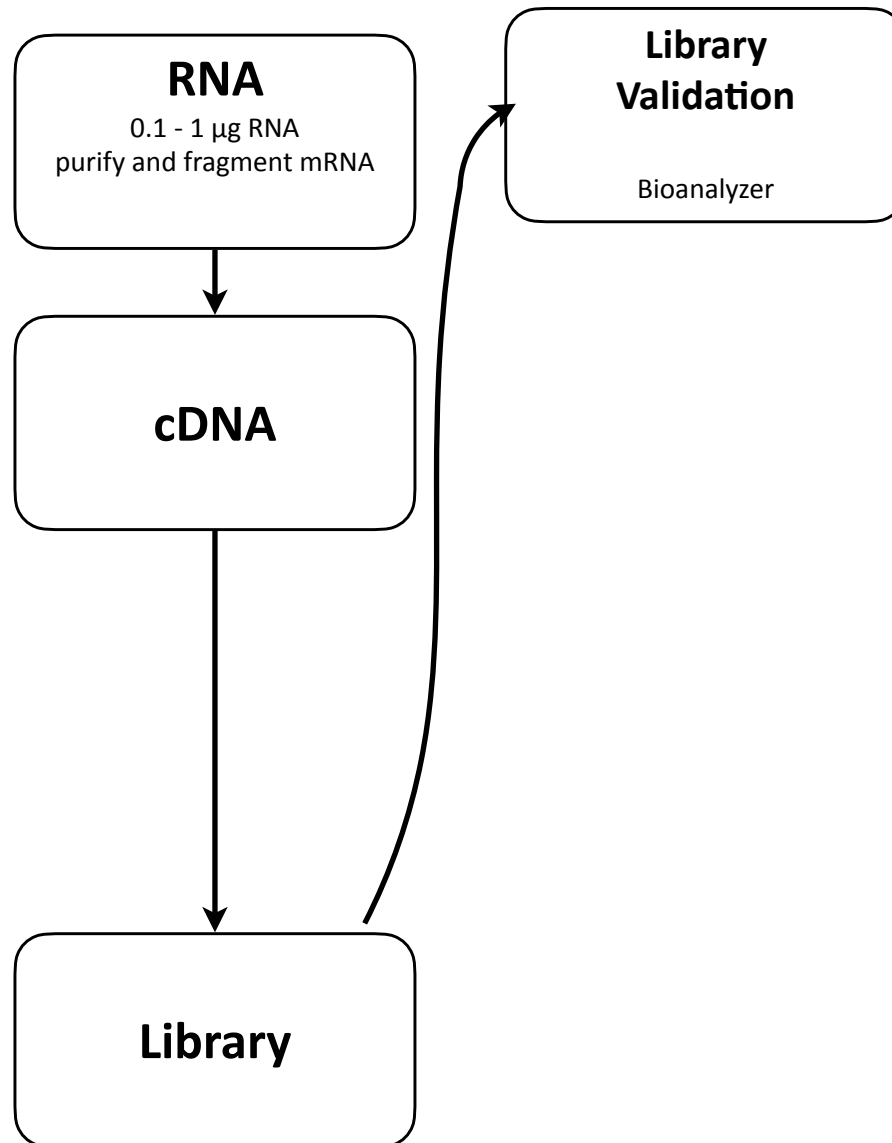 RNA
0.1 - 1 µg RNA
purify and fragment mRNA
cDNA
Library
Library
Validation
Bioanalyzer